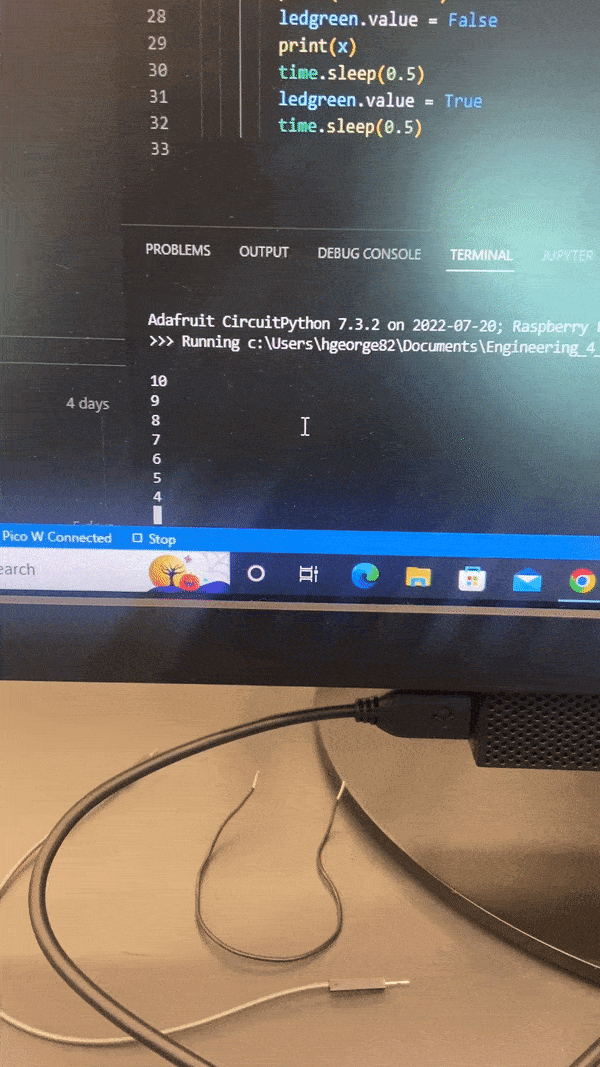 28 ledgreen.value = False
29 print(x)
30 time.sleep(0.5)
31 ledgreen.value = True
32 time.sleep(0.5)
33
PROBLEMS OUTPUT DEBUG CONSOLE TERMINAL JUPYTER
Adafruit CircuitPython 7.3.2 on 2022-07-20; Raspberry
>>> Running c:\Users\hgeorge82\Documents\Engineering_4_
10
4 days
9
8
7
6
5
4
Pico W Connected Stop
earch